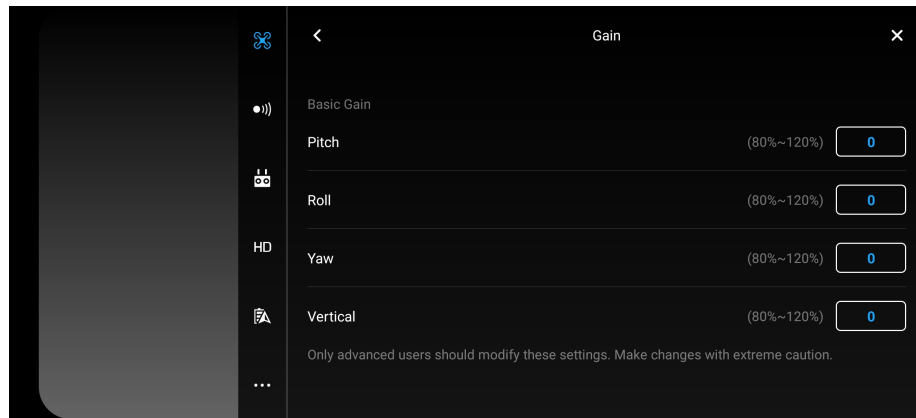 Gain
Basic Gain
Pitch (80%~120%) 0
Roll (80%~120%) 0
HD
Yaw (80%~120%) 0
Vertical (80%~120%) 0
Only advanced users should modify these settings. Make changes with extreme caution.